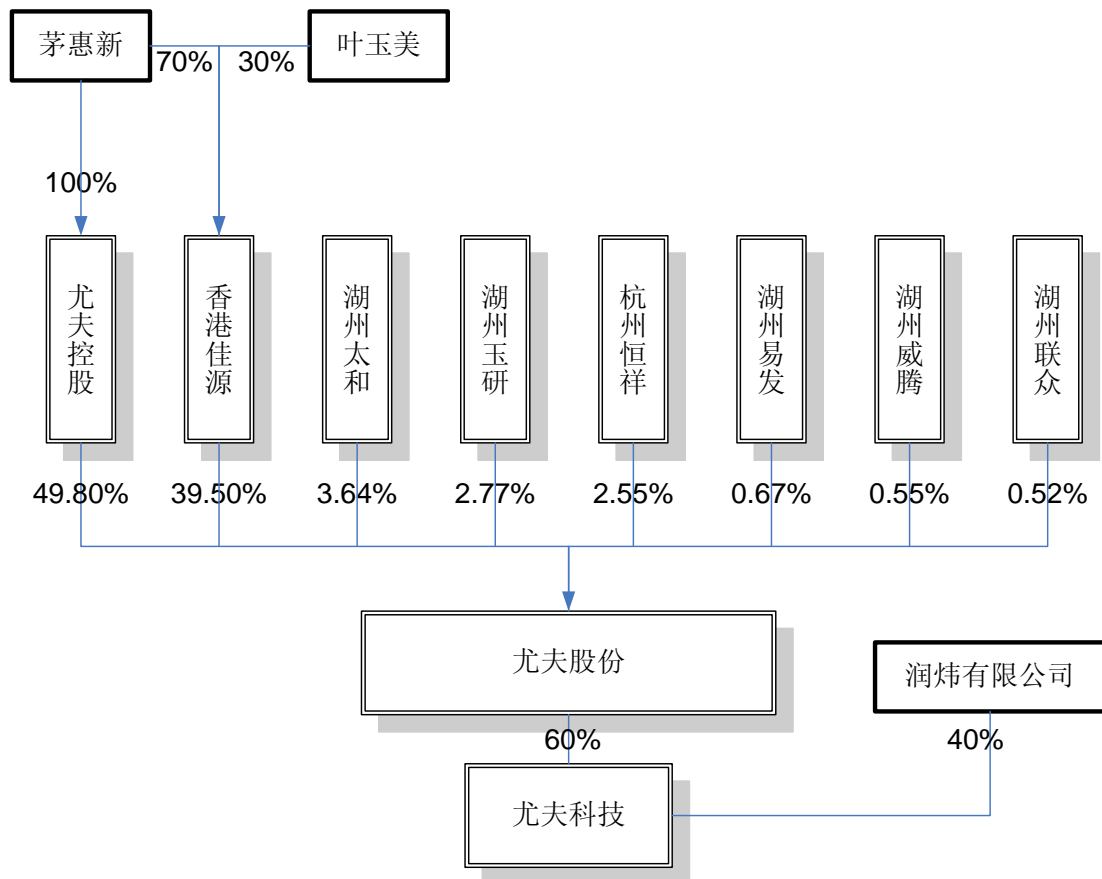 茅惠新
叶玉美
70%
30%
100%
尤夫控股
香港佳源
湖州太和
湖州玉研
杭州恒祥
湖州易发
湖州威腾
湖州联众
49.80%
39.50%
3.64%
2.77%
2.55%
0.67%
0.55%
0.52%
尤夫股份
润炜有限公司
60%
40%
尤夫科技